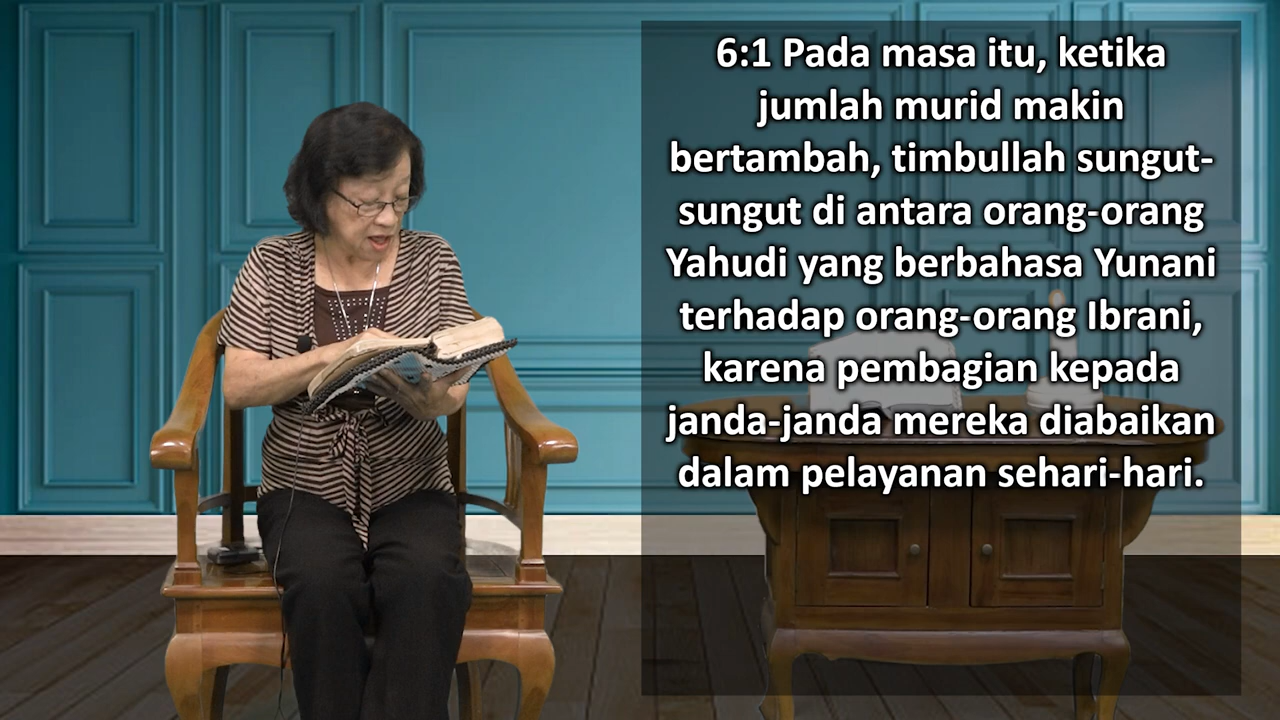 6:1 Pada masa itu, ketika
jumlah murid makin
bertambah, timbullah sungut-
sungut di antara orang-orang
Yahudi yang berbahasa Yunani
terhadap orang-orang Ibrani,
karena pembagian kepada
janda-janda mereka diabaikan
dalam pelayanan sehari-hari.